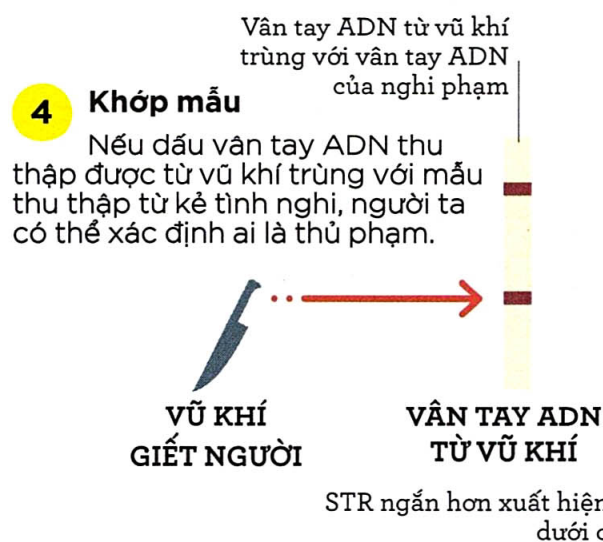 Vân tay ADN từ vũ khí
trùng với vân tay ADN
của nghi phạm
4 Khớp mẫu
Nếu dấu vân tay ADN thu
thập được từ vũ khí trùng với mẫu
thu thập từ kẻ tình nghi, người ta
có thể xác định ai là thủ phạm.
VŨ KHÍ
GIẾT NGƯỜI
VÂN TAY ADN
TỪ VŨ KHÍ
STR ngắn hơn xuất hiện
dưới